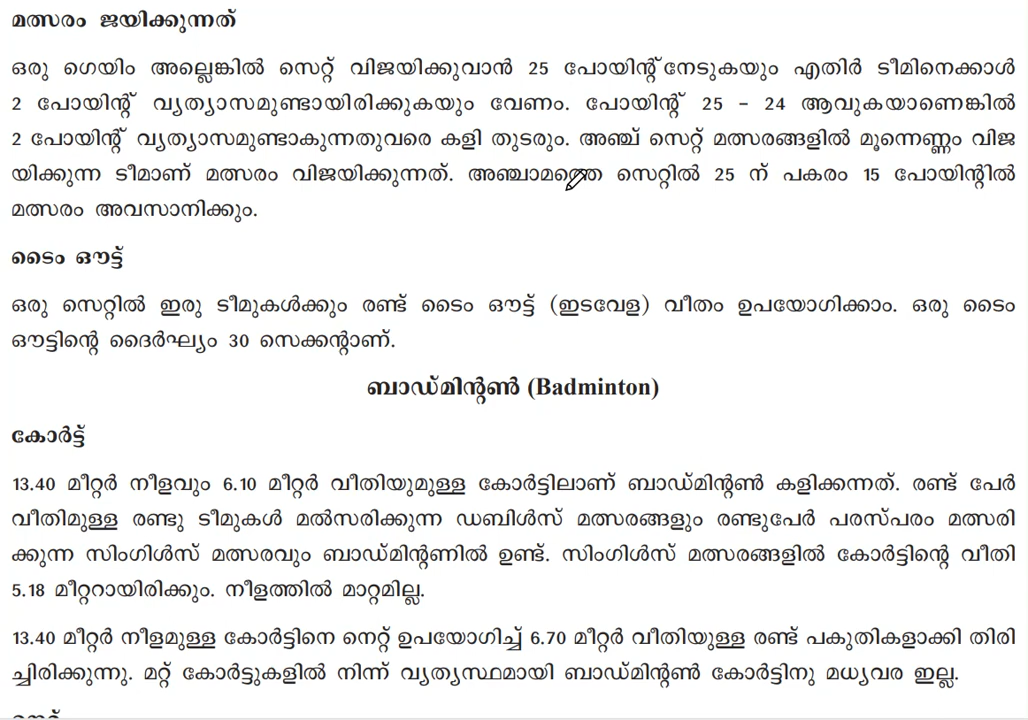 മത്സരം ജയിക്കുന്നത്
ഒരു ഗെയിം അല്ലെങ്കിൽ സെറ്റ് വിജയിക്കുവാൻ 25 പോയിന്റ് നേടുകയും എതിർ ടീമിനെക്കാൾ
2 പോയിന്റ് വ്യത്യാസമുണ്ടായിരിക്കുകയും വേണം. പോയിന്റ് 25 – 24 ആവുകയാണെങ്കിൽ
2 പോയിന്റ് വ്യത്യാസമുണ്ടാകുന്നതുവരെ കളി തുടരും. അഞ്ച് സെറ്റ് മത്സരങ്ങളിൽ മൂന്നെണ്ണം വിജ
യിക്കുന്ന ടീമാണ് മത്സരം വിജയിക്കുന്നത്. അഞ്ചാമത്തെ സെറ്റിൽ 25 ന് പകരം 15 പോയിന്റിൽ
മത്സരം അവസാനിക്കും.
ടൈം ഔട്ട്
ഒരു സെറ്റിൽ ഇരു ടീമുകൾക്കും രണ്ട് ടൈം ഔട്ട് (ഇടവേള) വീതം ഉപയോഗിക്കാം. ഒരു ടൈം
ഔട്ടിന്റെ ദൈർഘ്യം 30 സെക്കന്റാണ്.
ബാഡ്മിന്റൺ (Badminton)
കോർട്ട്
13.40 മീറ്റർ നീളവും 6.10 മീറ്റർ വീതിയുമുള്ള കോർട്ടിലാണ് ബാഡ്മിന്റൺ കളിക്കന്നത്. രണ്ട് പേർ
വീതിമുള്ള രണ്ടു ടീമുകൾ മൽസരിക്കുന്ന ഡബിൾസ് മത്സരങ്ങളും രണ്ടുപേർ പരസ്പരം മത്സരി
ക്കുന്ന സിംഗിൾസ് മത്സരവും ബാഡ്മിന്റണിൽ ഉണ്ട്. സിംഗിൾസ് മത്സരങ്ങളിൽ കോർട്ടിന്റെ വീതി
5.18 മീറ്ററായിരിക്കും. നീളത്തിൽ മാറ്റമില്ല.
13.40 മീറ്റർ നീളമുള്ള കോർട്ടിനെ നെറ്റ് ഉപയോഗിച്ച് 6.70 മീറ്റർ വീതിയുള്ള രണ്ട് പകുതികളാക്കി തിരി
ച്ചിരിക്കുന്നു. മറ്റ് കോർട്ടുകളിൽ നിന്ന് വ്യത്യസ്ഥമായി ബാഡ്മിന്റൺ കോർട്ടിനു മധ്യവര ഇല്ല.